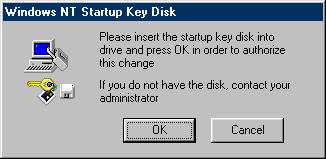 Windows NT Startup Key Disk
Please insert the startup key disk into
drive and press OK in order to authorize
this change
If you do not have the disk, contact your
administrator
OK
Cancel